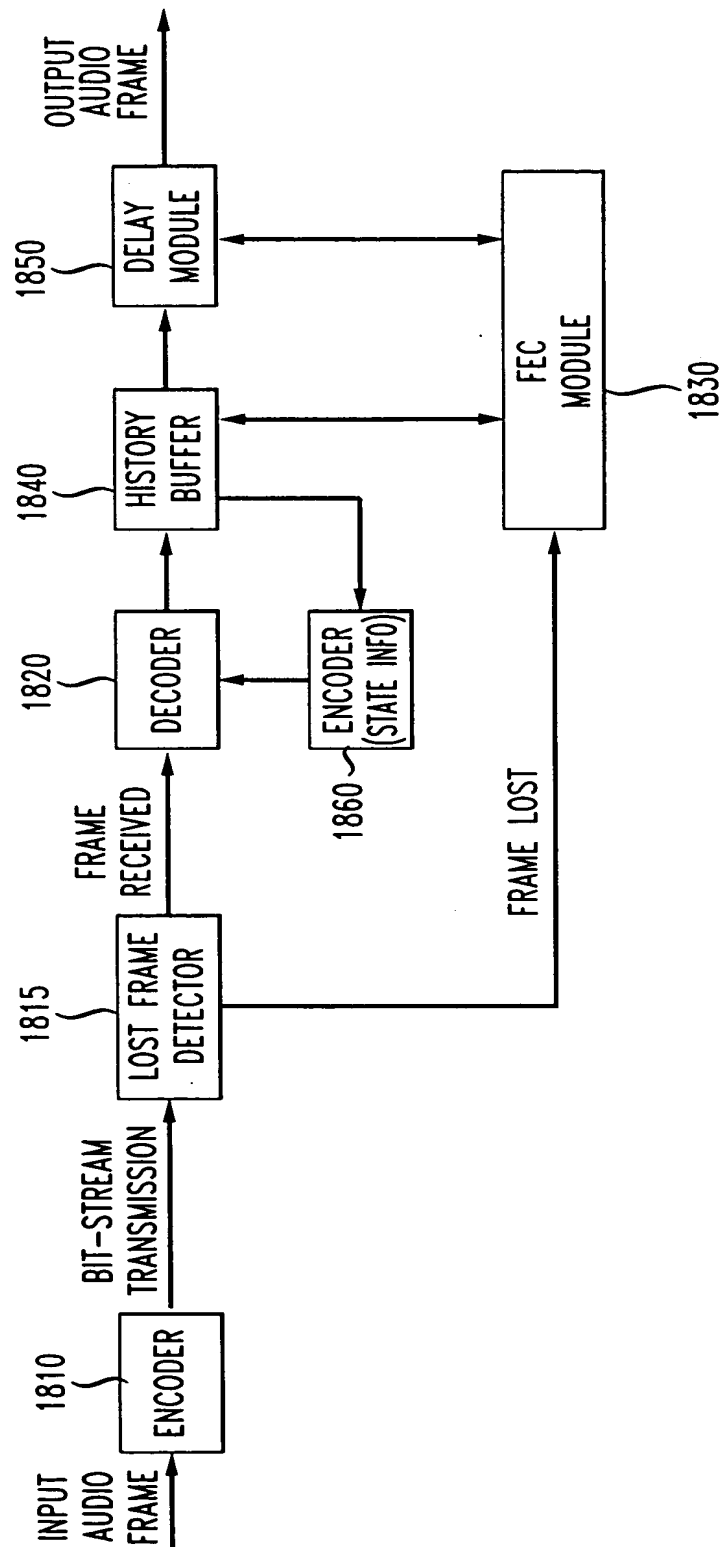 INPUT
AUDIO
FRAME
1810
ENCODER
BIT-STREAM
TRANSMISSION
1815
LOST FRAME
DETECTOR
FRAME
RECEIVED
1820
DECODER
1860
ENCODER
(STATE INFO)
1840
HISTORY
BUFFER
1850
DELAY
MODULE
OUTPUT
AUDIO
FRAME
FRAME LOST
FEC
MODULE
1830